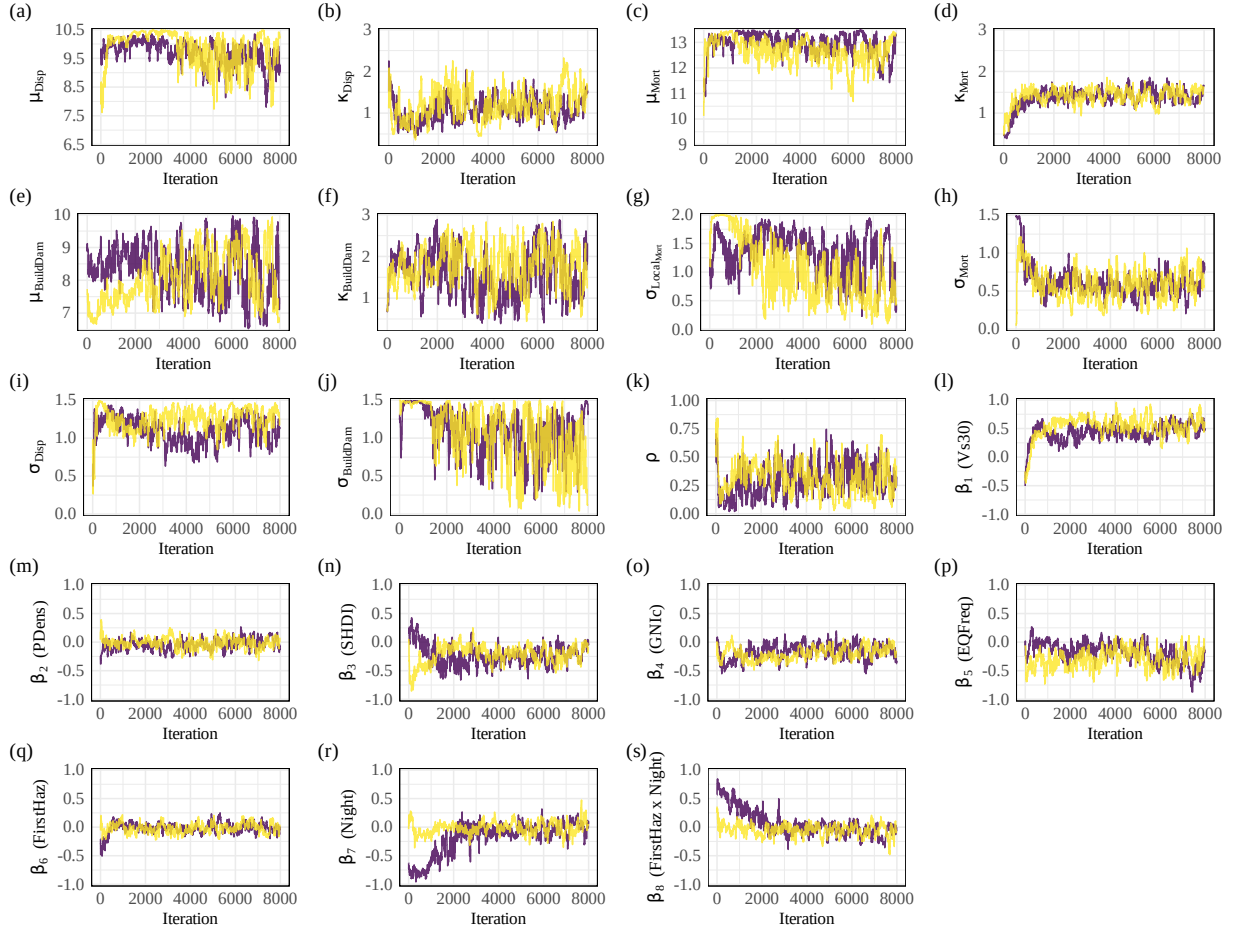 (a)
μDisp
10.5
9.5
8.5
7.5
6.5
0 2000 4000 6000 8000
Iteration
(b)
κDisp
3
2
1
0 2000 4000 6000 8000
Iteration
(c)
μMort
13
12
11
10
9
0 2000 4000 6000 8000
Iteration
(d)
κMort
3
2
1
0 2000 4000 6000 8000
Iteration
(e)
μBuildDam
10
9
8
7
0 2000 4000 6000 8000
Iteration
(f)
κBuildDam
3
2
1
0 2000 4000 6000 8000
Iteration
(g)
σLocalMort
2.0
1.5
1.0
0.5
0.0
0 2000 4000 6000 8000
Iteration
(h)
σMort
1.5
1.0
0.5
0.0
0 2000 4000 6000 8000
Iteration
(i)
σDisp
1.5
1.0
0.5
0.0
0 2000 4000 6000 8000
Iteration
(j)
σBuildDam
1.5
1.0
0.5
0.0
0 2000 4000 6000 8000
Iteration
(k)
ρ
1.00
0.75
0.50
0.25
0.00
0 2000 4000 6000 8000
Iteration
(l)
β1 (Vs30)
1.0
0.5
0.0
-0.5
-1.0
0 2000 4000 6000 8000
Iteration
(m)
β2 (PDens)
1.0
0.5
0.0
-0.5
-1.0
0 2000 4000 6000 8000
Iteration
(n)
β3 (SHDI)
1.0
0.5
0.0
-0.5
-1.0
0 2000 4000 6000 8000
Iteration
(o)
β4 (GNIc)
1.0
0.5
0.0
-0.5
-1.0
0 2000 4000 6000 8000
Iteration
(p)
β5 (EQFreq)
1.0
0.5
0.0
-0.5
-1.0
0 2000 4000 6000 8000
Iteration
(q)
β6 (FirstHaz)
1.0
0.5
0.0
-0.5
-1.0
0 2000 4000 6000 8000
Iteration
(r)
β7 (Night)
1.0
0.5
0.0
-0.5
-1.0
0 2000 4000 6000 8000
Iteration
(s)
β8 (FirstHaz x Night)
1.0
0.5
0.0
-0.5
-1.0
0 2000 4000 6000 8000
Iteration